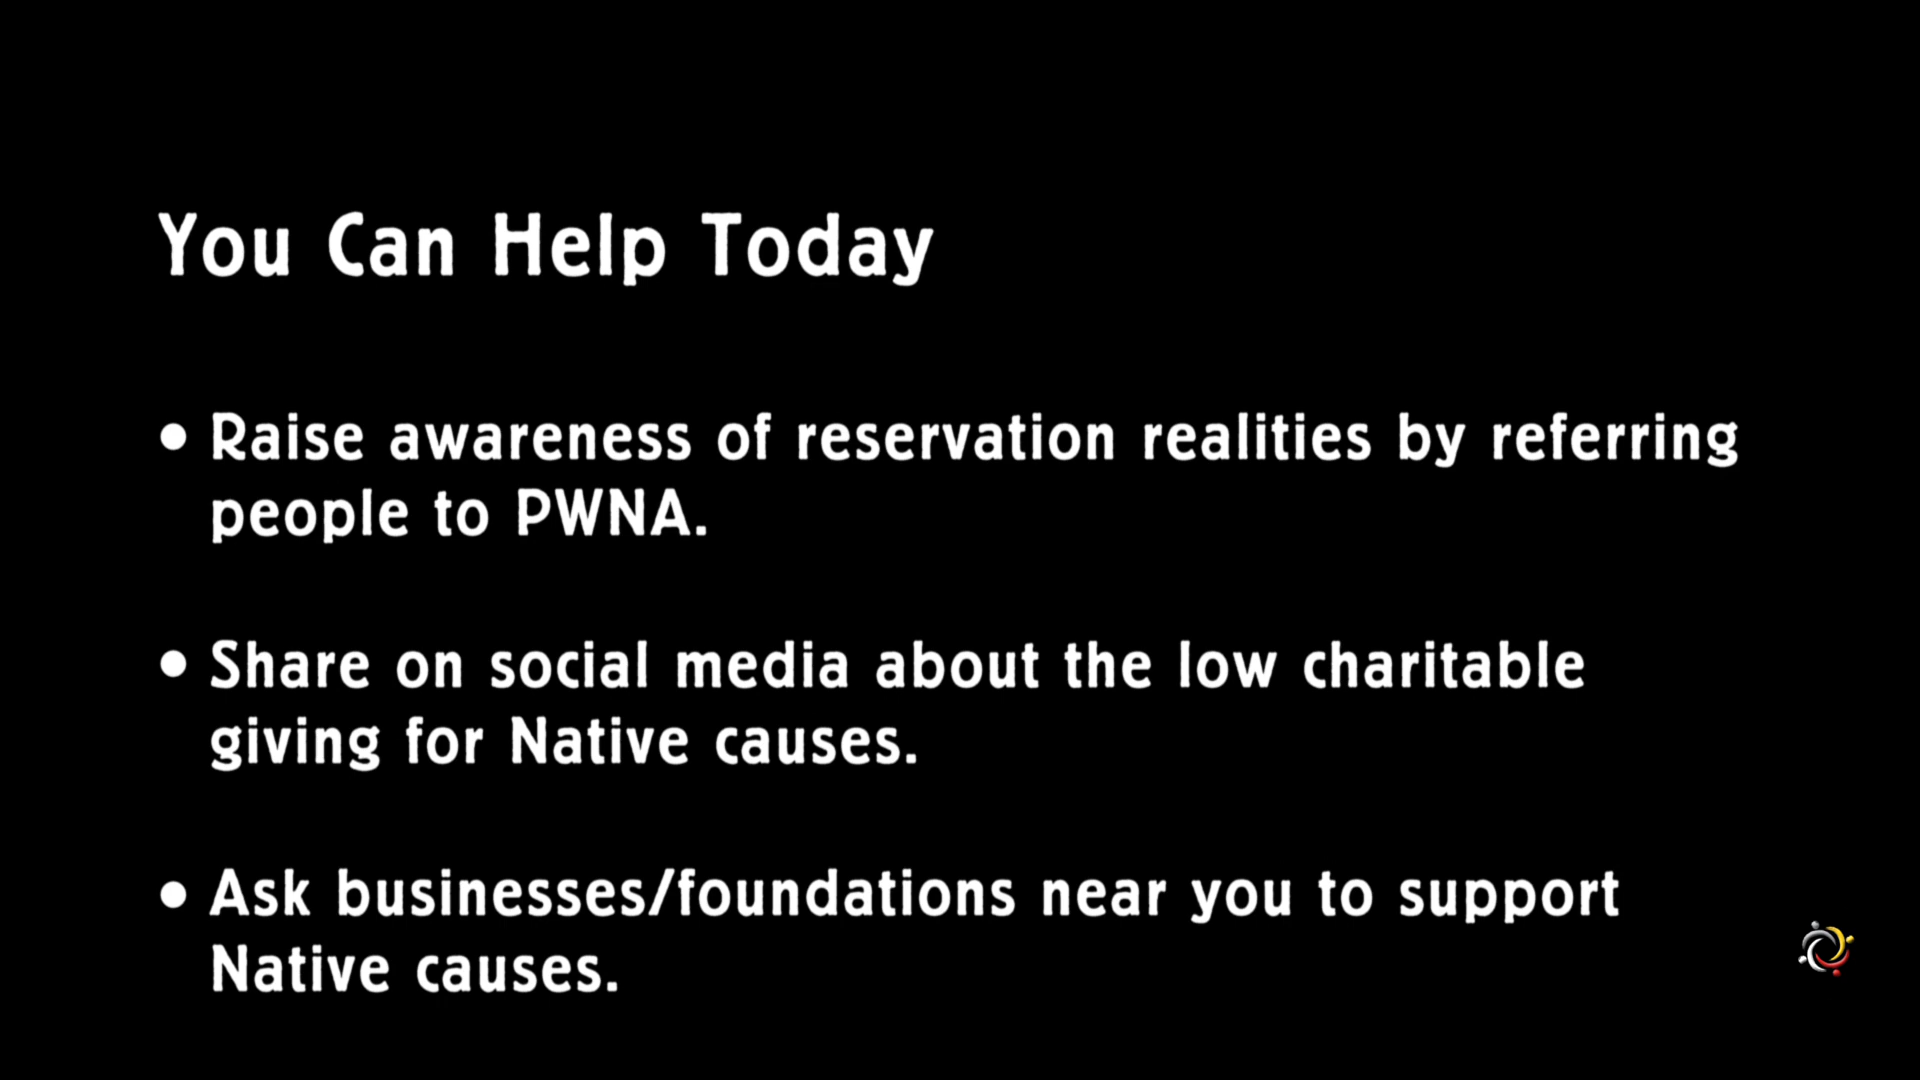 You Can Help Today
• Raise awareness of reservation realities by referring
people to PWNA.
• Share on social media about the low charitable
giving for Native causes.
• Ask businesses/foundations near you to support
Native causes.